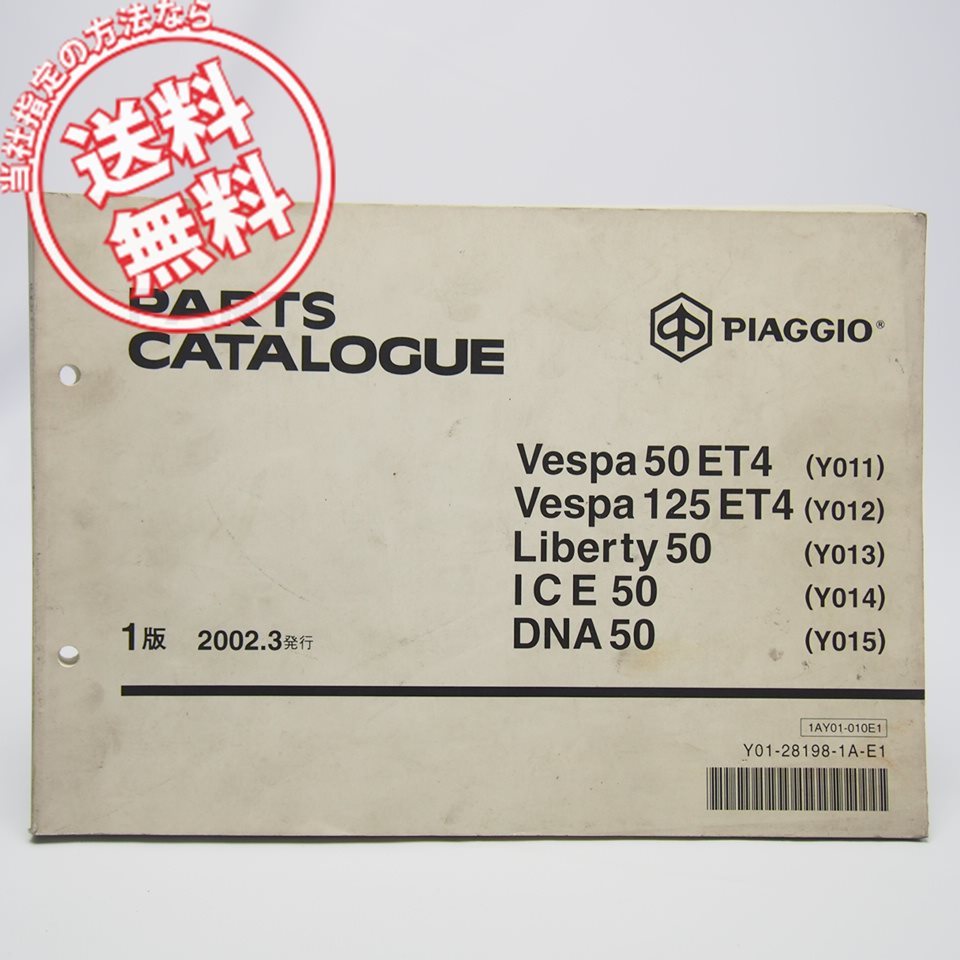 当社指定の方法なら
送料
無料
PARTS
CATALOGUE
PIAGGIO®
Vespa 50 ET4 (Y011)
Vespa 125 ET4 (Y012)
Liberty 50 (Y013)
ICE 50 (Y014)
DNA 50 (Y015)
1版 2002.3発行
1AY01-010E1
Y01-28198-1A-E1